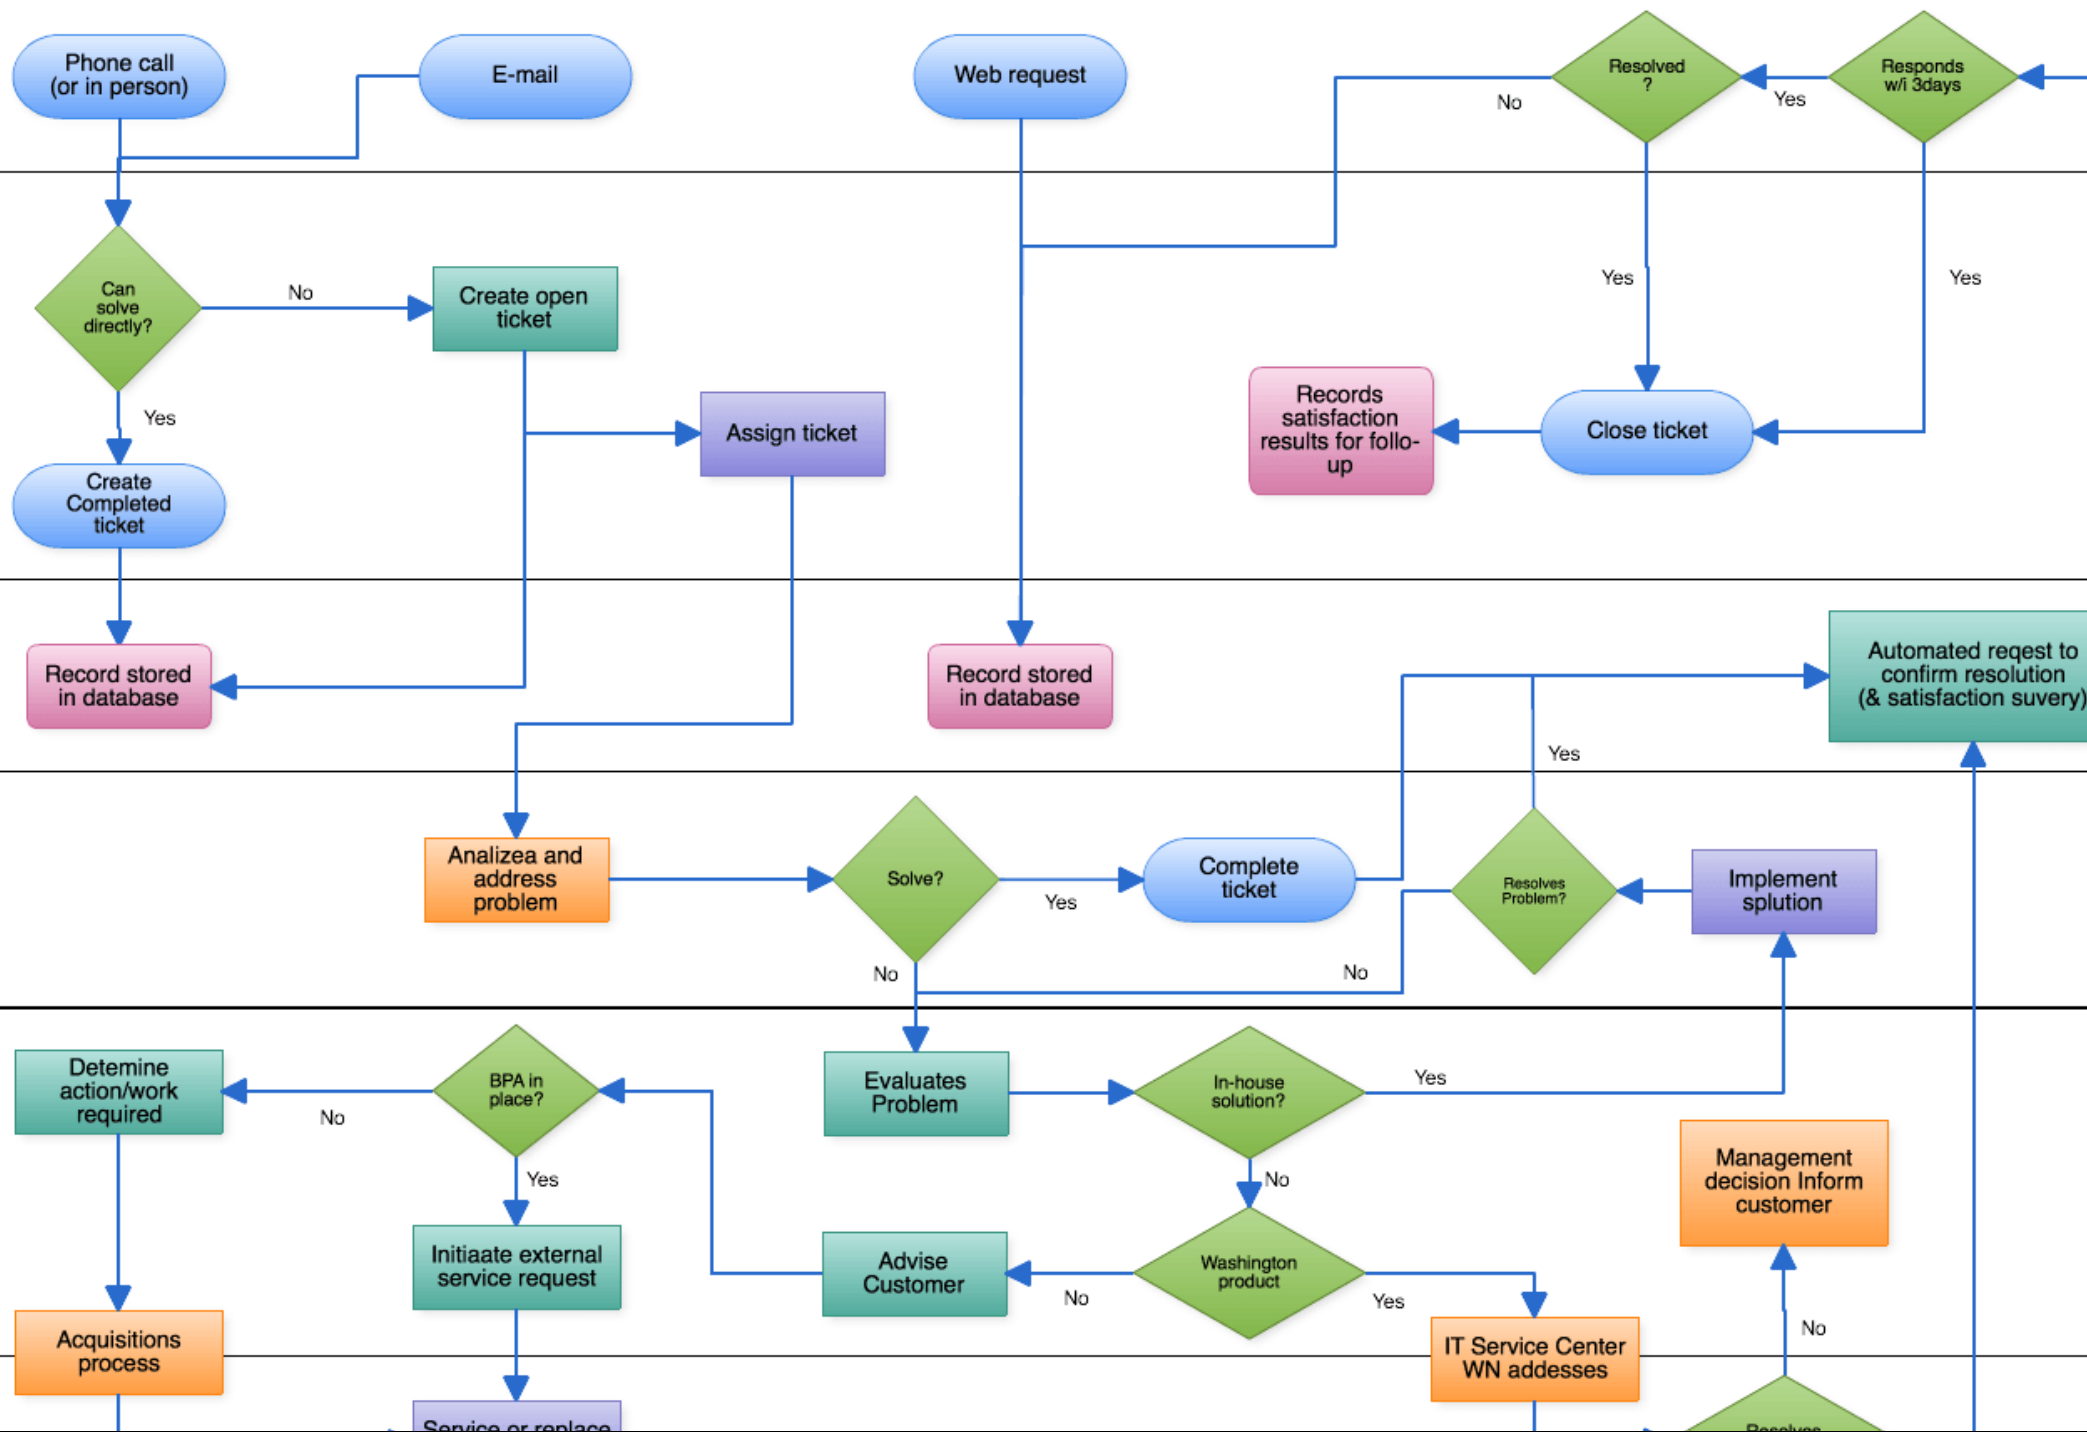 Phone call
(or in person)
E-mail
Web request
Resolved
?
Responds
w/i 3days
No
Yes
Can
solve
directly?
No
Create open
ticket
Yes
Yes
Yes
Assign ticket
Records
satisfaction
results for follo-
up
Close ticket
Create
Completed
ticket
Record stored
in database
Record stored
in database
Automated reqest to
confirm resolution
(& satisfaction suvery)
Yes
Analizea and
address
problem
Solve?
Yes
Complete
ticket
Resolves
Problem?
Implement
splution
No
No
Detemine
action/work
required
No
BPA in
place?
Evaluates
Problem
In-house
solution?
Yes
Yes
No
Management
decision Inform
customer
Initiaate external
service request
Advise
Customer
No
Washington
product
Yes
No
Acquisitions
process
IT Service Center
WN addesses
Service or replace
Resolves